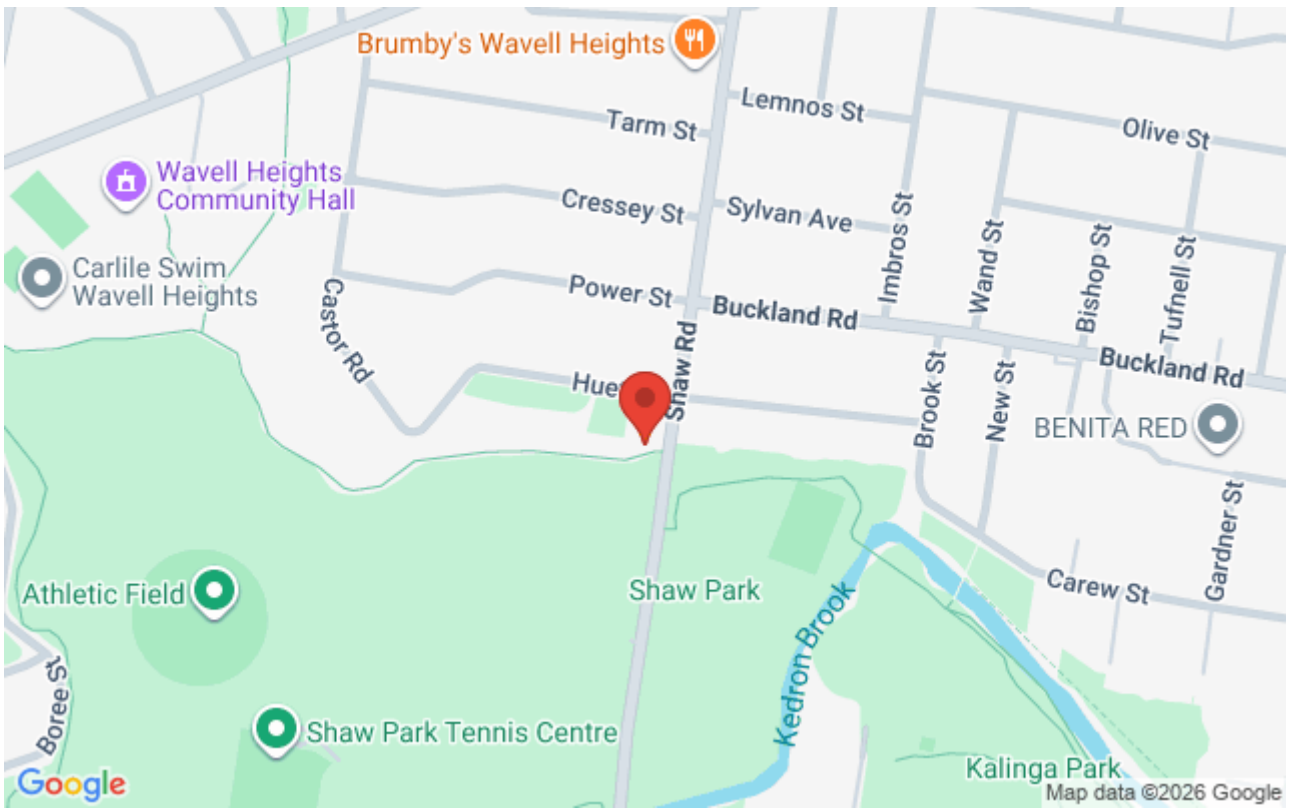 Brumby's Wavell Heights
Lemnos St
Tarm St
Olive St
Wavell Heights
Community Hall
Cressey St
Sylvan Ave
Imbros St
Wand St
Bishop St
Tufnell St
Carlile Swim
Wavell Heights
Castor Rd
Power St
Buckland Rd
Shaw Rd
Buckland Rd
Brook St
New St
BENITA RED
Gardner St
Athletic Field
Shaw Park
Carew St
Kedron Brook
Boree St
Shaw Park Tennis Centre
Kalinga Park
Google
Map data ©2026 Google